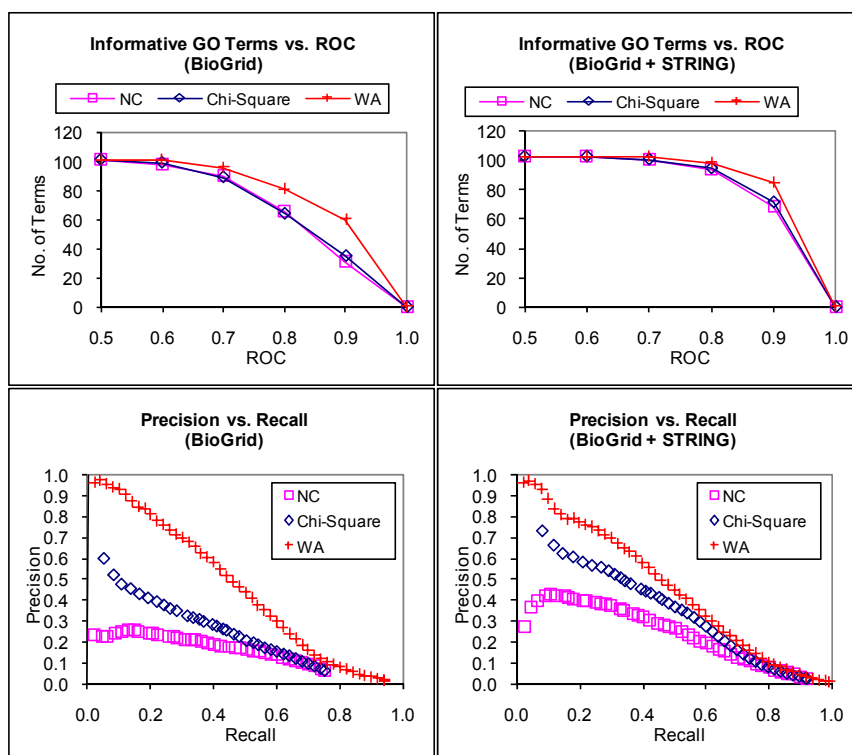 Informative GO Terms vs. ROC
(BioGrid)
NC Chi-Square WA
120
100
80
60
40
20
0
No. of Terms
0.5 0.6 0.7 0.8 0.9 1.0
ROC
Informative GO Terms vs. ROC
(BioGrid + STRING)
NC Chi-Square WA
120
100
80
60
40
20
0
No. of Terms
0.5 0.6 0.7 0.8 0.9 1.0
ROC
Precision vs. Recall
(BioGrid)
1.0
0.9
0.8
0.7
0.6
0.5
0.4
0.3
0.2
0.1
0.0
Precision
NC
Chi-Square
WA
0.0 0.2 0.4 0.6 0.8 1.0
Recall
Precision vs. Recall
(BioGrid + STRING)
1.0
0.9
0.8
0.7
0.6
0.5
0.4
0.3
0.2
0.1
0.0
Precision
NC
Chi-Square
WA
0.0 0.2 0.4 0.6 0.8 1.0
Recall